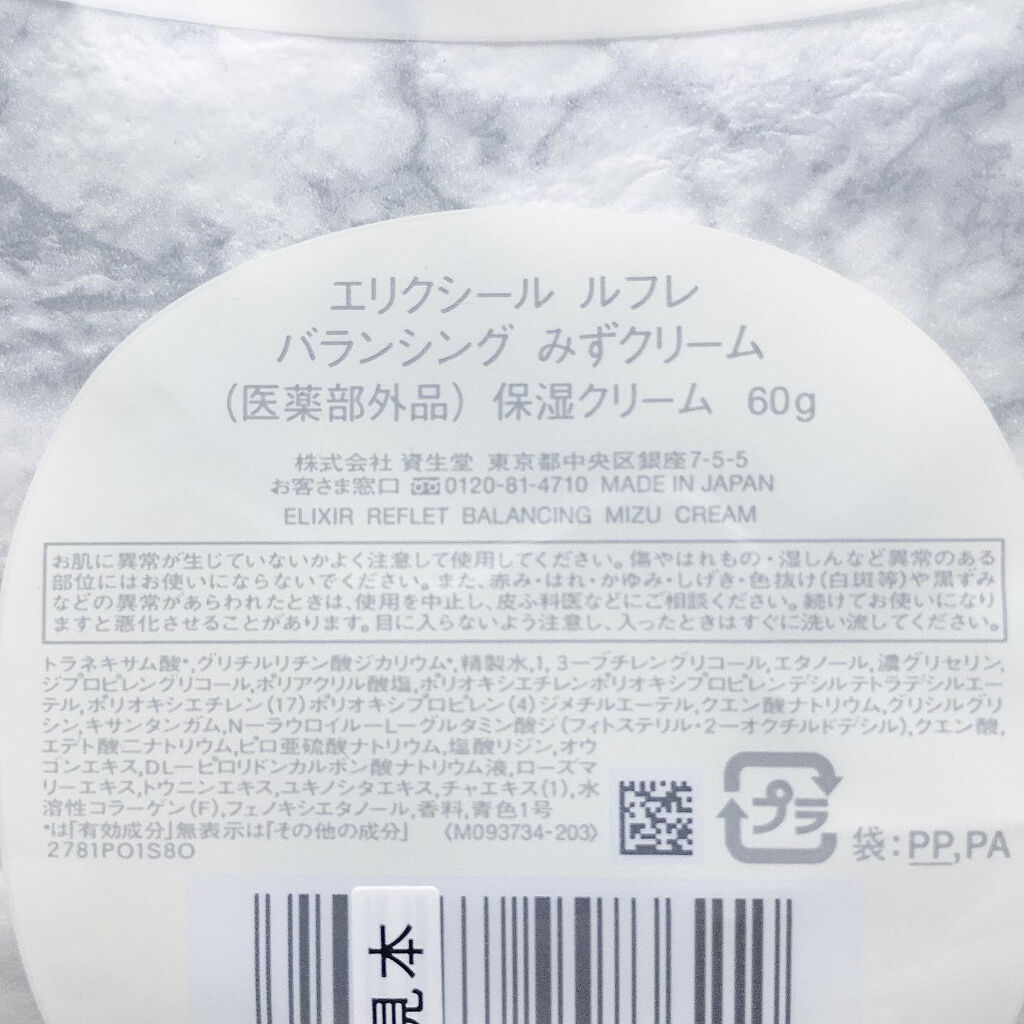 エリクシール ルフレ
バランシング みずクリーム
(医薬部外品) 保湿クリーム 60g
株式会社 資生堂 東京都中央区銀座7-5-5
お客さま窓口 0120-81-4710 MADE IN JAPAN
ELIXIR REFLET BALANCING MIZU CREAM
お肌に異常が生じていないかよく注意して使用してください。傷やはれもの・湿しんなど異常のある
部位にはお使いにならないでください。また、赤み・はれ・かゆみ・しげき・色抜け(白斑等)や黒ずみ
などの異常があらわれたときは、使用を中止し、皮ふ科医などにご相談ください。続けてお使いになり
ますと悪化させることがあります。目に入らないよう注意し、入ったときはすぐに洗い流してください。
トラネキサム酸*,グリチルリチン酸ジカリウム*,精製水,1,3-ブチレングリコール,エタノール,濃グリセリン,
ジプロピレングリコール,ポリアクリル酸塩,ポリオキシエチレンポリオキシプロピレンデシルテトラデシルエー
テル,ポリオキシエチレン(17)ポリオキシプロピレン(4)ジメチルエーテル,クエン酸ナトリウム,グリシルグリ
シン,キサンタンガム,N-ラウロイル-L-グルタミン酸ジ(フィトステリル・2-オクチルドデシル),クエン酸,
エデト酸二ナトリウム,ピロ亜硫酸ナトリウム,塩酸リジン,オウ
ゴンエキス,DL-ピロリドンカルボン酸ナトリウム液,ローズマ
リーエキス,トウニンエキス,ユキノシタエキス,チャエキス(1),水
溶性コラーゲン(F),フェノキシエタノール,香料,青色1号
*は「有効成分」無表示は「その他の成分」 〈M093734-203〉
2781PO1S8O
プラ
袋:PP,PA
見本